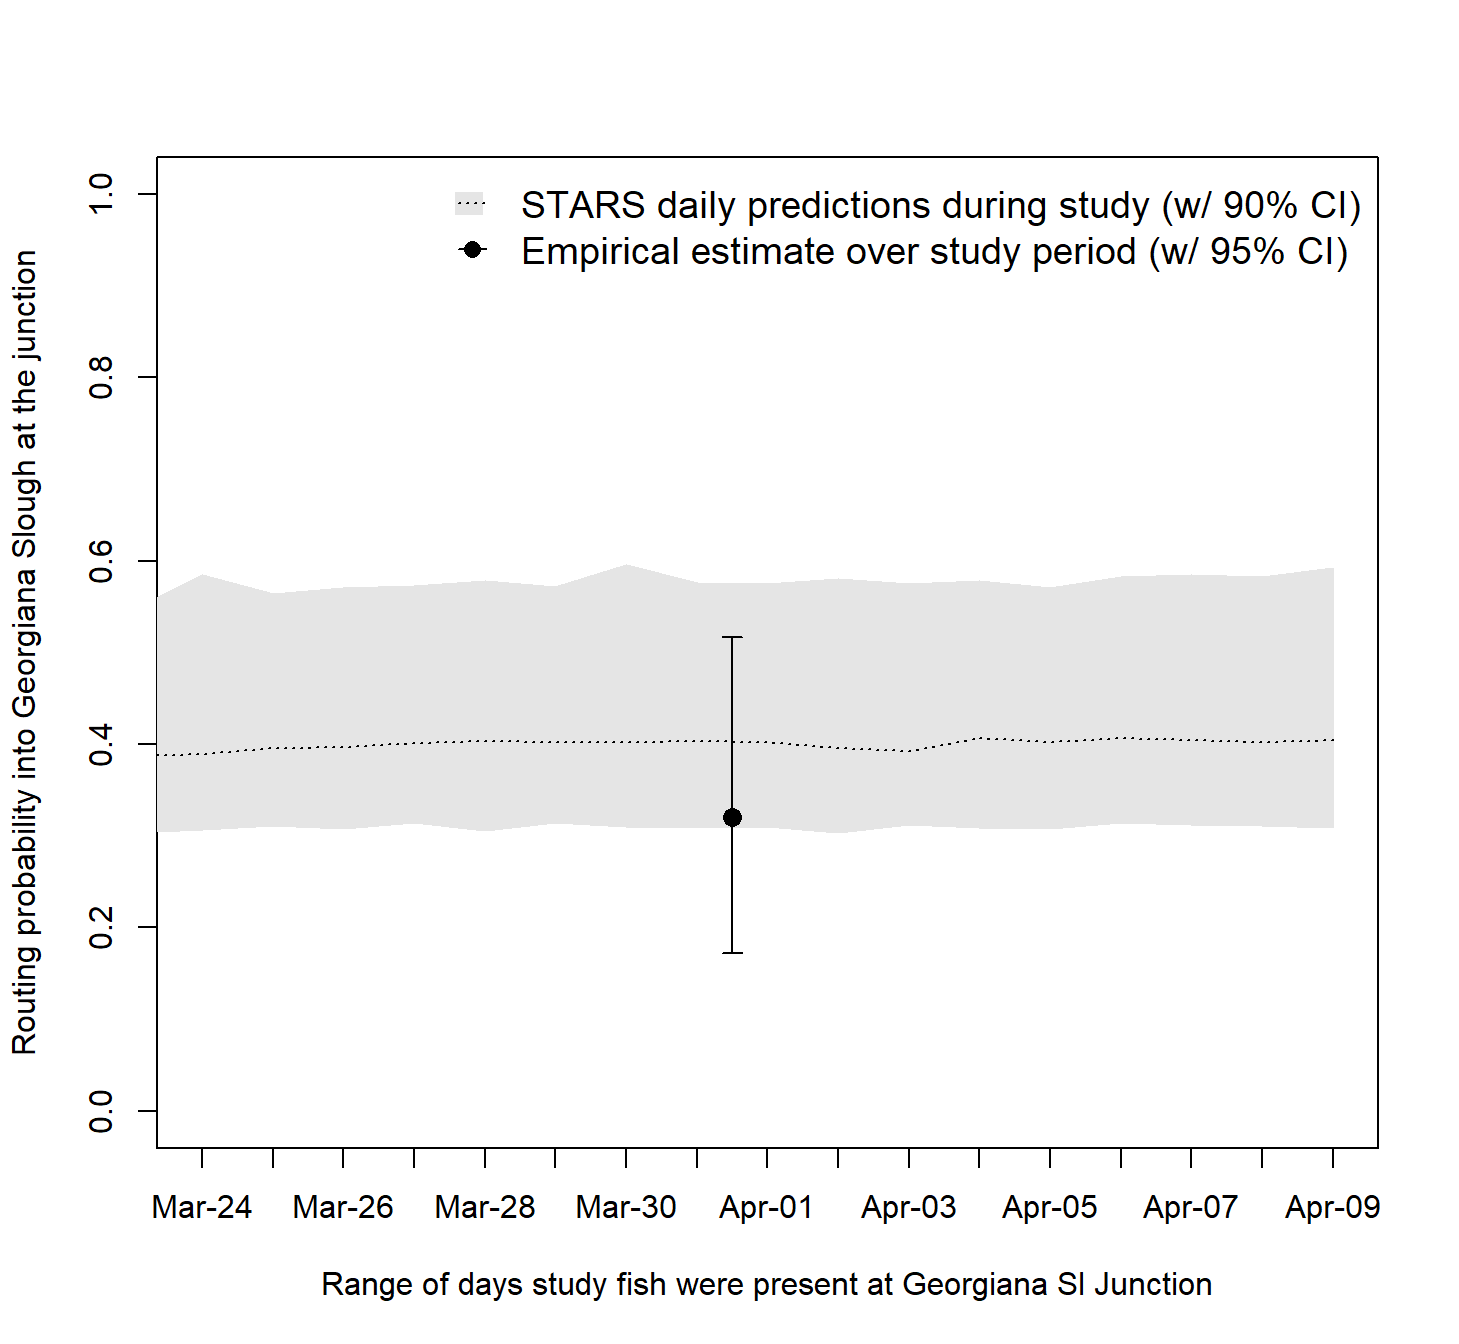 STARS daily predictions during study (w/ 90% CI)
Empirical estimate over study period (w/ 95% CI)
Routing probability into Georgiana Slough at the junction
1.0
0.8
0.6
0.4
0.2
0.0
Mar-24 Mar-26 Mar-28 Mar-30 Apr-01 Apr-03 Apr-05 Apr-07 Apr-09
Range of days study fish were present at Georgiana Sl Junction